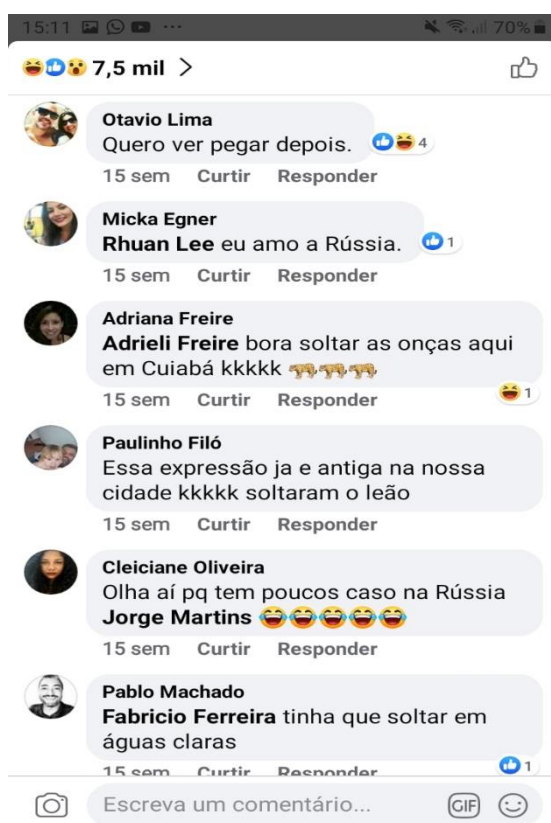 15:11 70%
7,5 mil >
Otavio Lima
Quero ver pegar depois. 4
15 sem Curtir Responder
Micka Egner
Rhuan Lee eu amo a Rússia. 1
15 sem Curtir Responder
Adriana Freire
Adrieli Freire bora soltar as onças aqui
em Cuiabá kkkkk 🐆🐆🐆
1
15 sem Curtir Responder
Paulinho Filó
Essa expressão ja e antiga na nossa
cidade kkkkk soltaram o leão
15 sem Curtir Responder
Cleiciane Oliveira
Olha aí pq tem poucos caso na Rússia
Jorge Martins 😂😂😂😂😂
15 sem Curtir Responder
Pablo Machado
Fabricio Ferreira tinha que soltar em
águas claras
1
15 sem Curtir Responder
Escreva um comentário... GIF